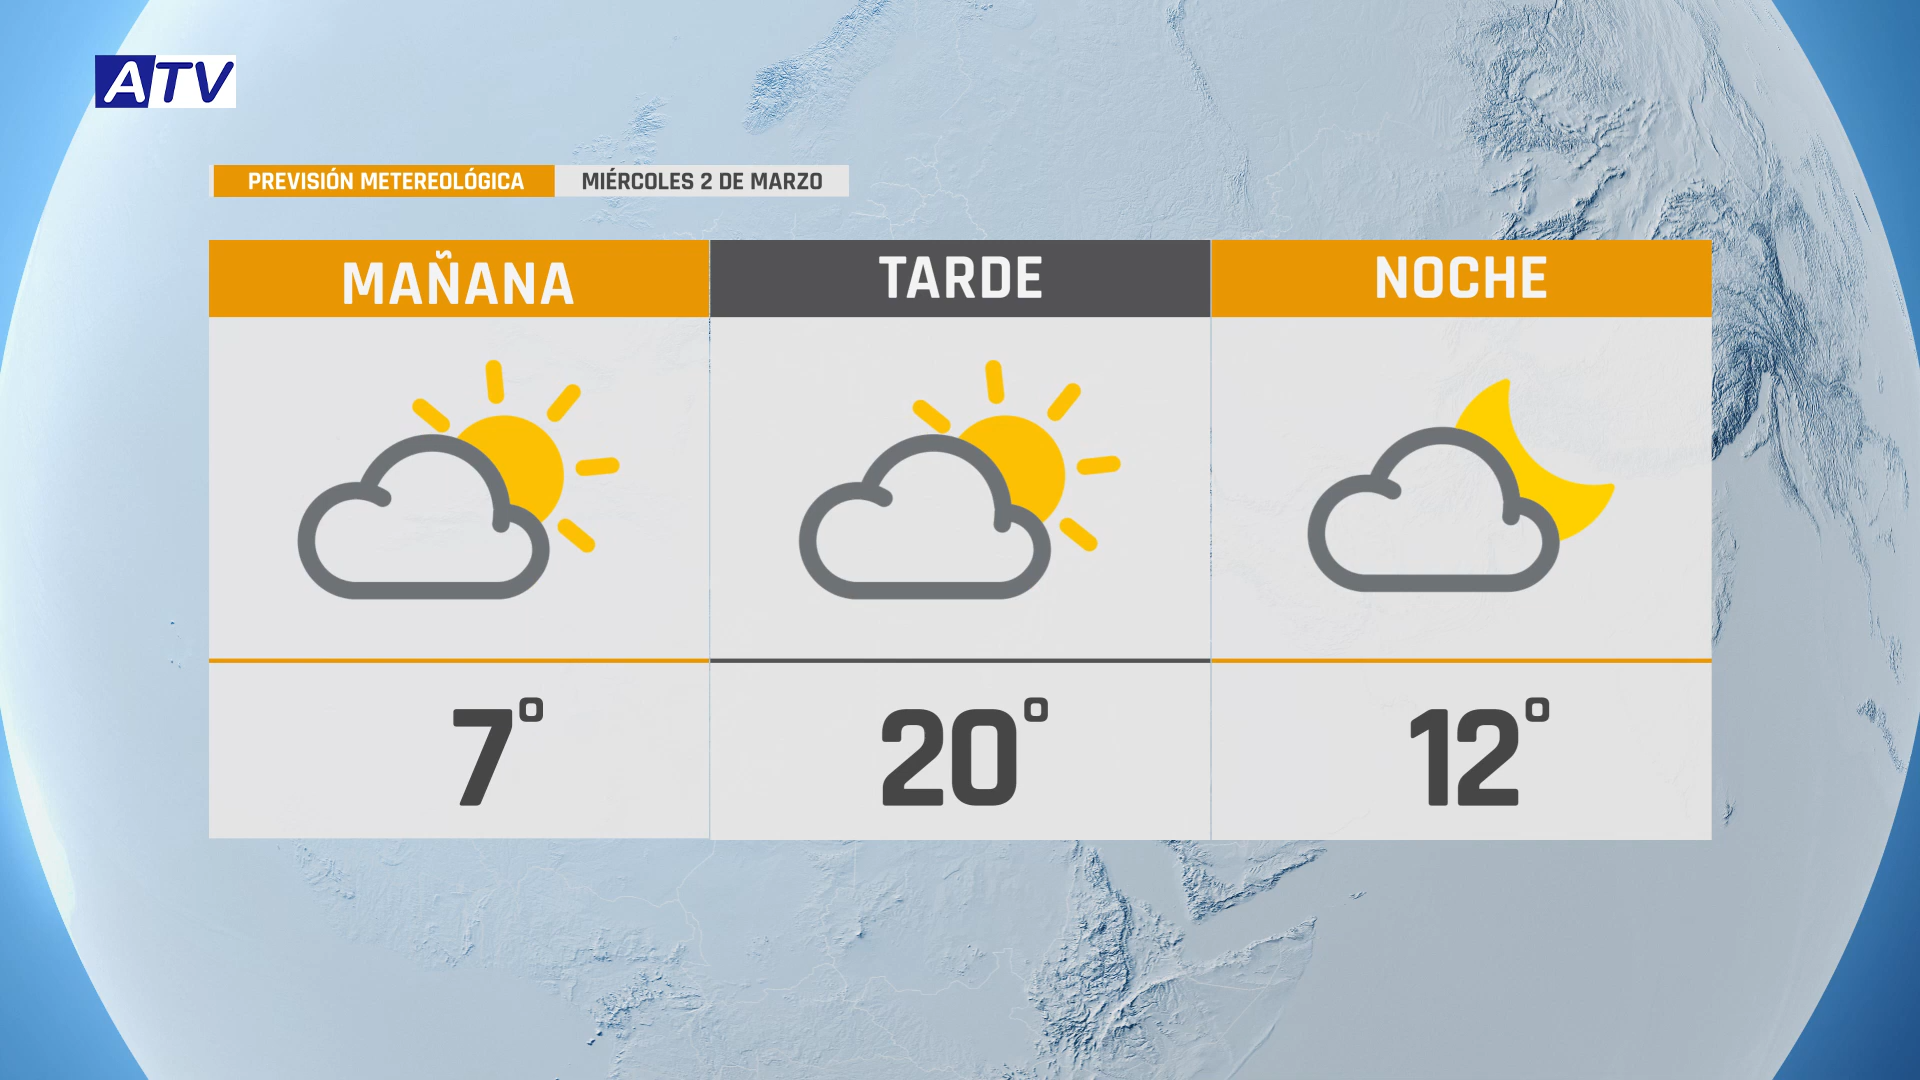 ATV
PREVISIÓN METEREOLÓGICA MIÉRCOLES 2 DE MARZO
MAÑANA TARDE NOCHE
7° 20° 12°